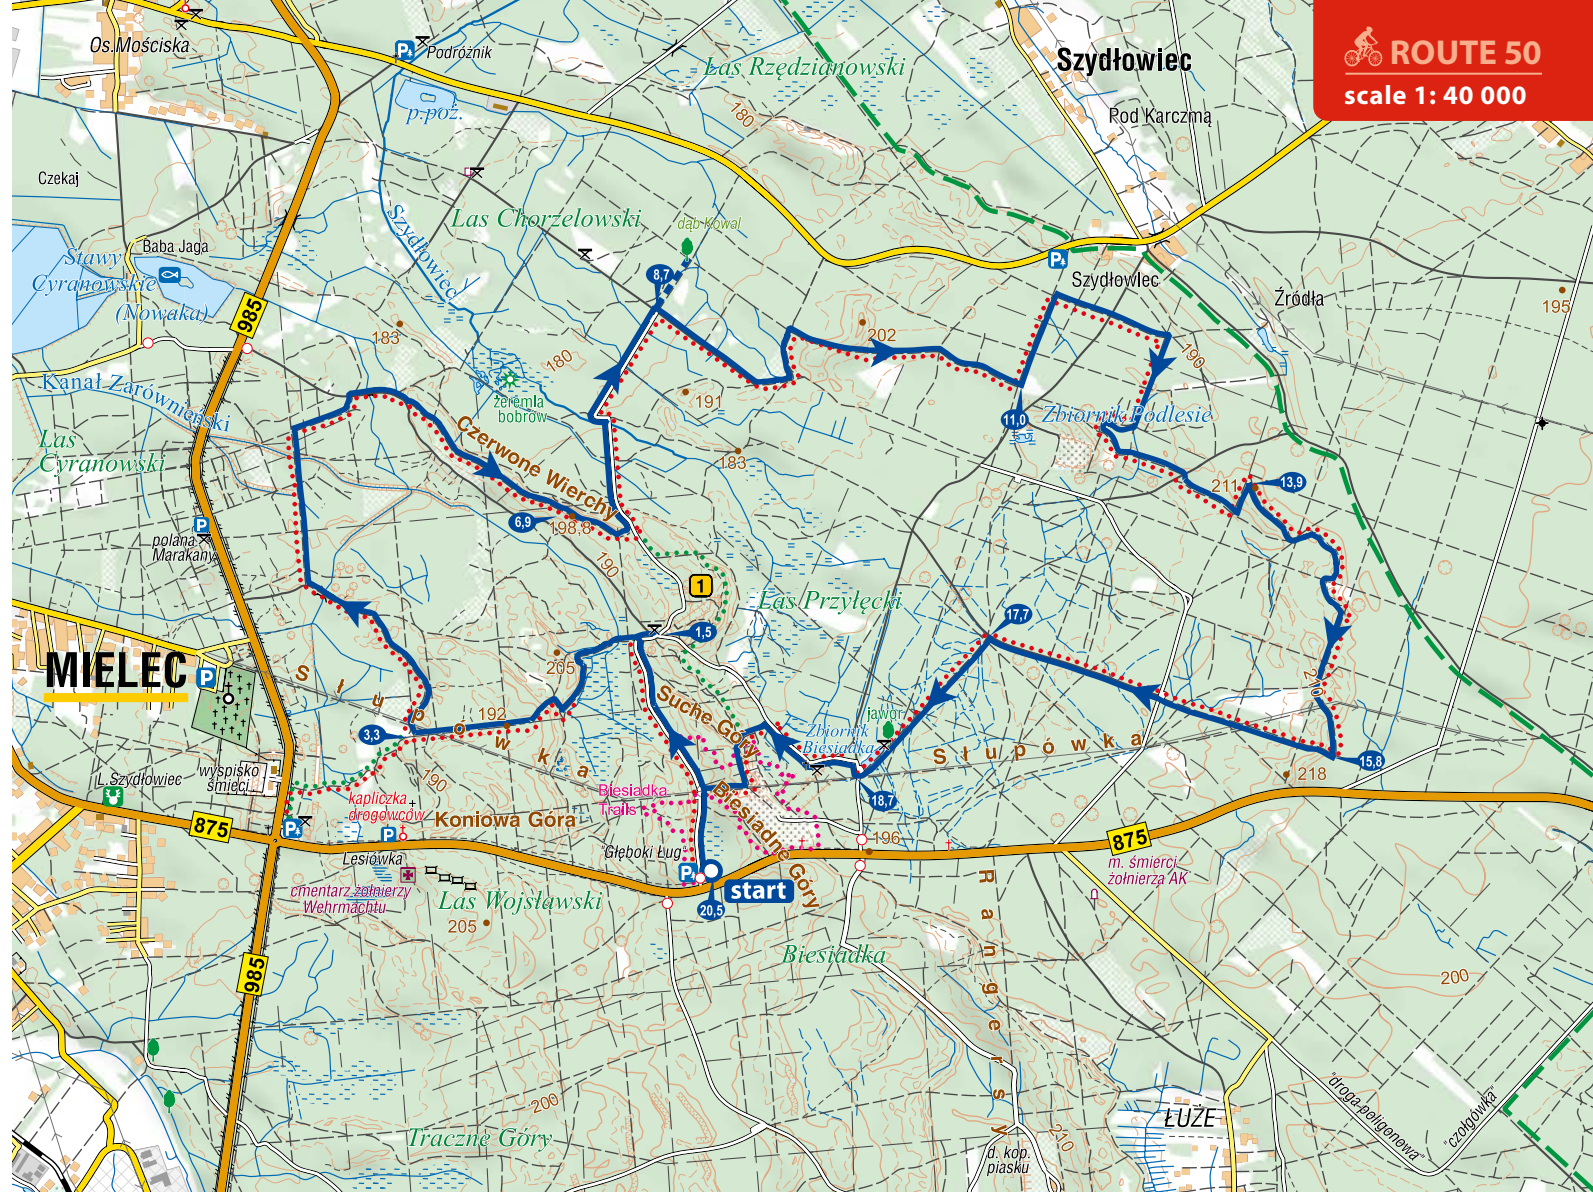 ROUTE 50
scale 1: 40 000
Os.Mościska
Podróżnik
p.poż.
Las Rzędzianowski
Szydłowiec
Pod Karczmą
180
Czekaj
Las Chorzelowski
dąb Kowal
Szydłowiec
Baba Jaga
Stawy
Cyranowskie
(Nowaka)
8,7
Szydłowiec
Źródła
195
985
183
202
190
180
Kanał Zarównieński
żeremia
bobrów
191
11,0
Zbiornik Podlesie
Las
Cyranowski
Czerwone Wierchy
183
211
13,9
6,9
198,8
polana
Marakany
190
1
Las Przyłęcki
17,7
1,5
MIELEC
205
Słupówka
Suche Góry
210
192
jawor
Zbiornik
Biesiadka
Słupówka
3,3
15,8
L.Szydłowiec
wyspisko
śmieci
190
218
Biesiadka
Trails
18,7
kapliczka
drogowców
Koniowa Góra
Biesiadne Góry
875
196
875
"Głęboki Ług"
Lesiówka
m. śmierci
żołnierza AK
cmentarz żołnierzy
Wehrmachtu
start
20,5
Las Wojsławski
205
Rangersy
Biesiadka
985
200
200
Traczne Góry
210
d. kop.
piasku
ŁUŻE
"droga poligonowa"
"czołgówka"